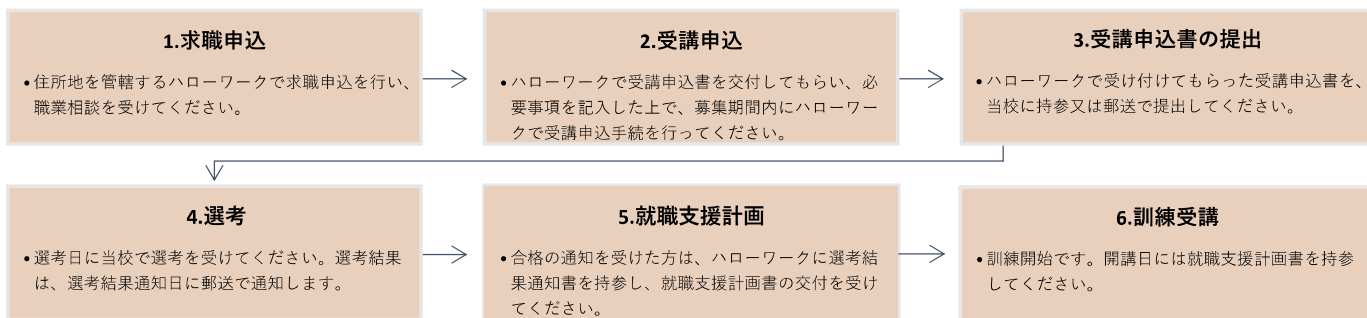 1.求職申込
•住所地を管轄するハローワークで求職申込を行い、
職業相談を受けてください。
2.受講申込
•ハローワークで受講申込書を交付してもらい、必
要事項を記入した上で、募集期間内にハローワー
クで受講申込手続を行ってください。
3.受講申込書の提出
•ハローワークで受け付けてもらった受講申込書を、
当校に持参又は郵送で提出してください。
4.選考
•選考日に当校で選考を受けてください。選考結果
は、選考結果通知日に郵送で通知します。
5.就職支援計画
•合格の通知を受けた方は、ハローワークに選考結
果通知書を持参し、就職支援計画書の交付を受け
てください。
6.訓練受講
•訓練開始です。開講日には就職支援計画書を持参
してください。